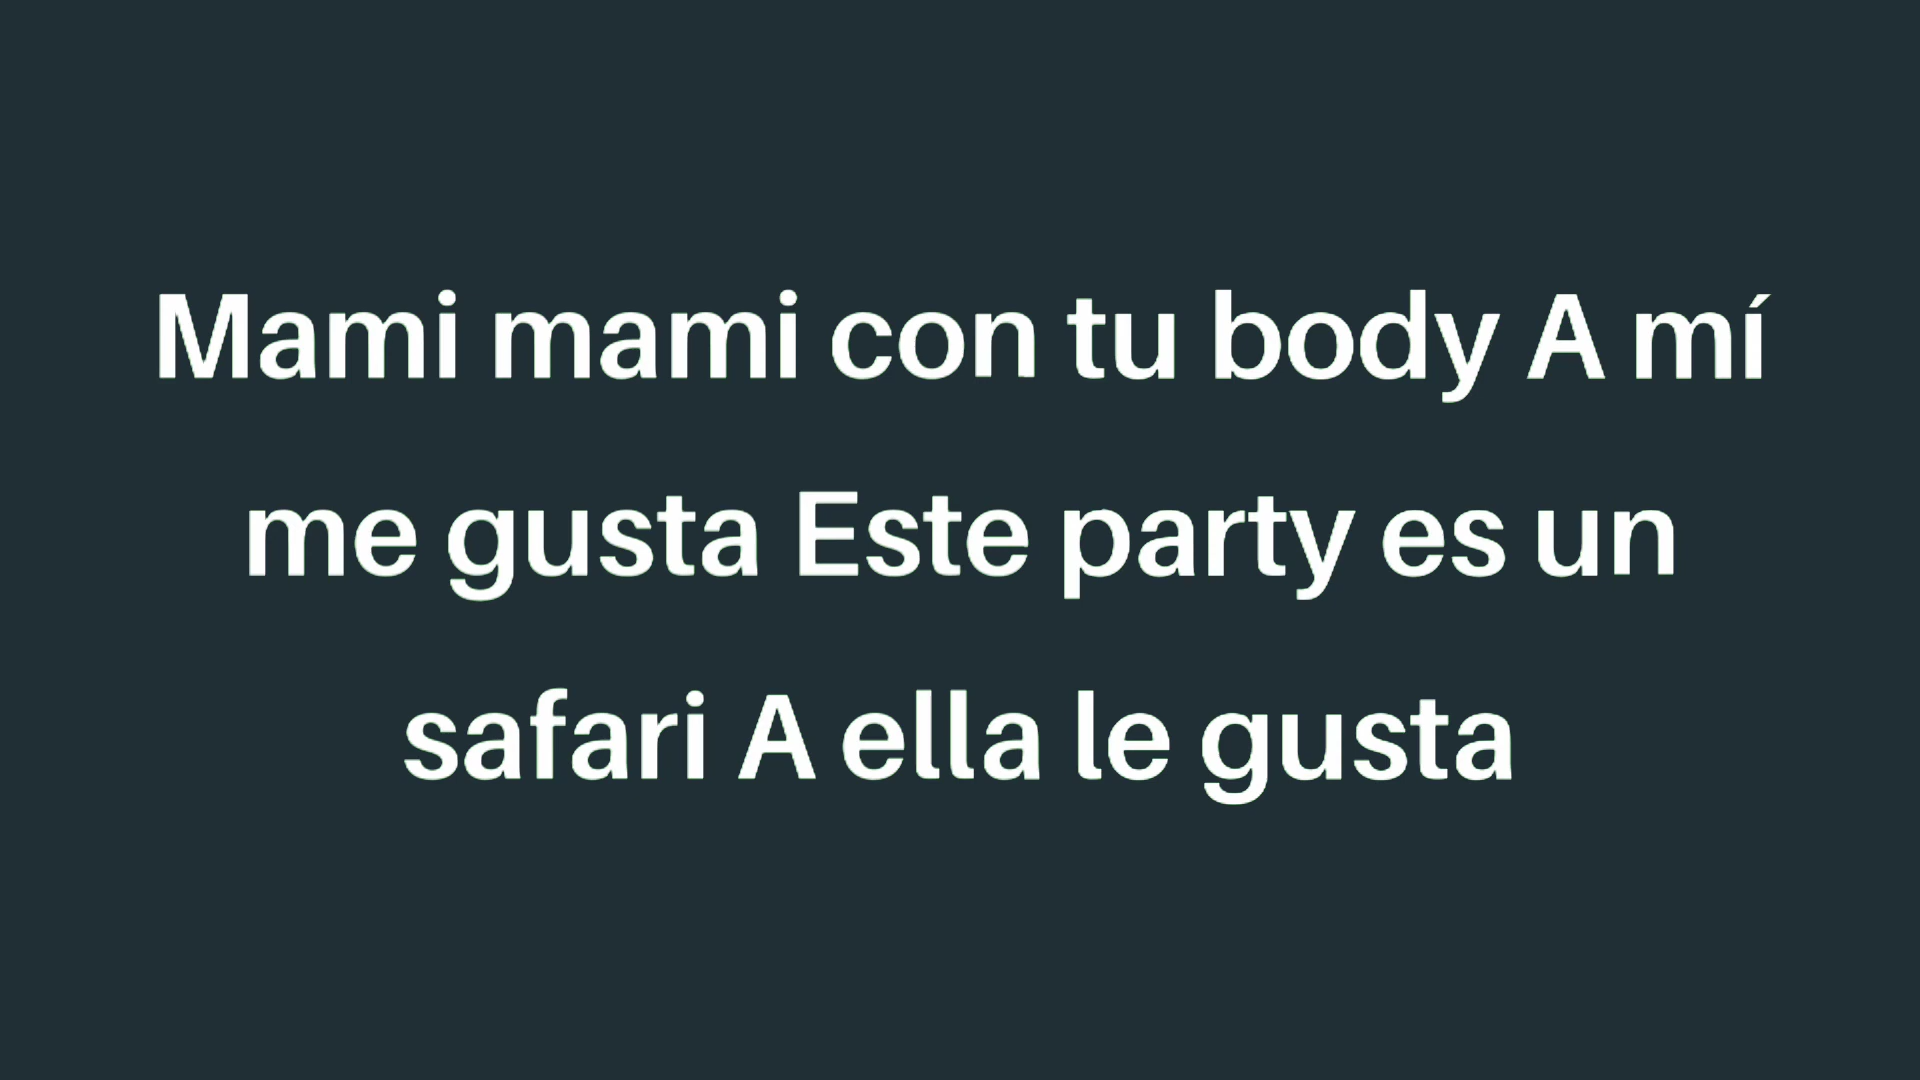 Mami mami con tu body A mí
me gusta Este party es un
safari A ella le gusta